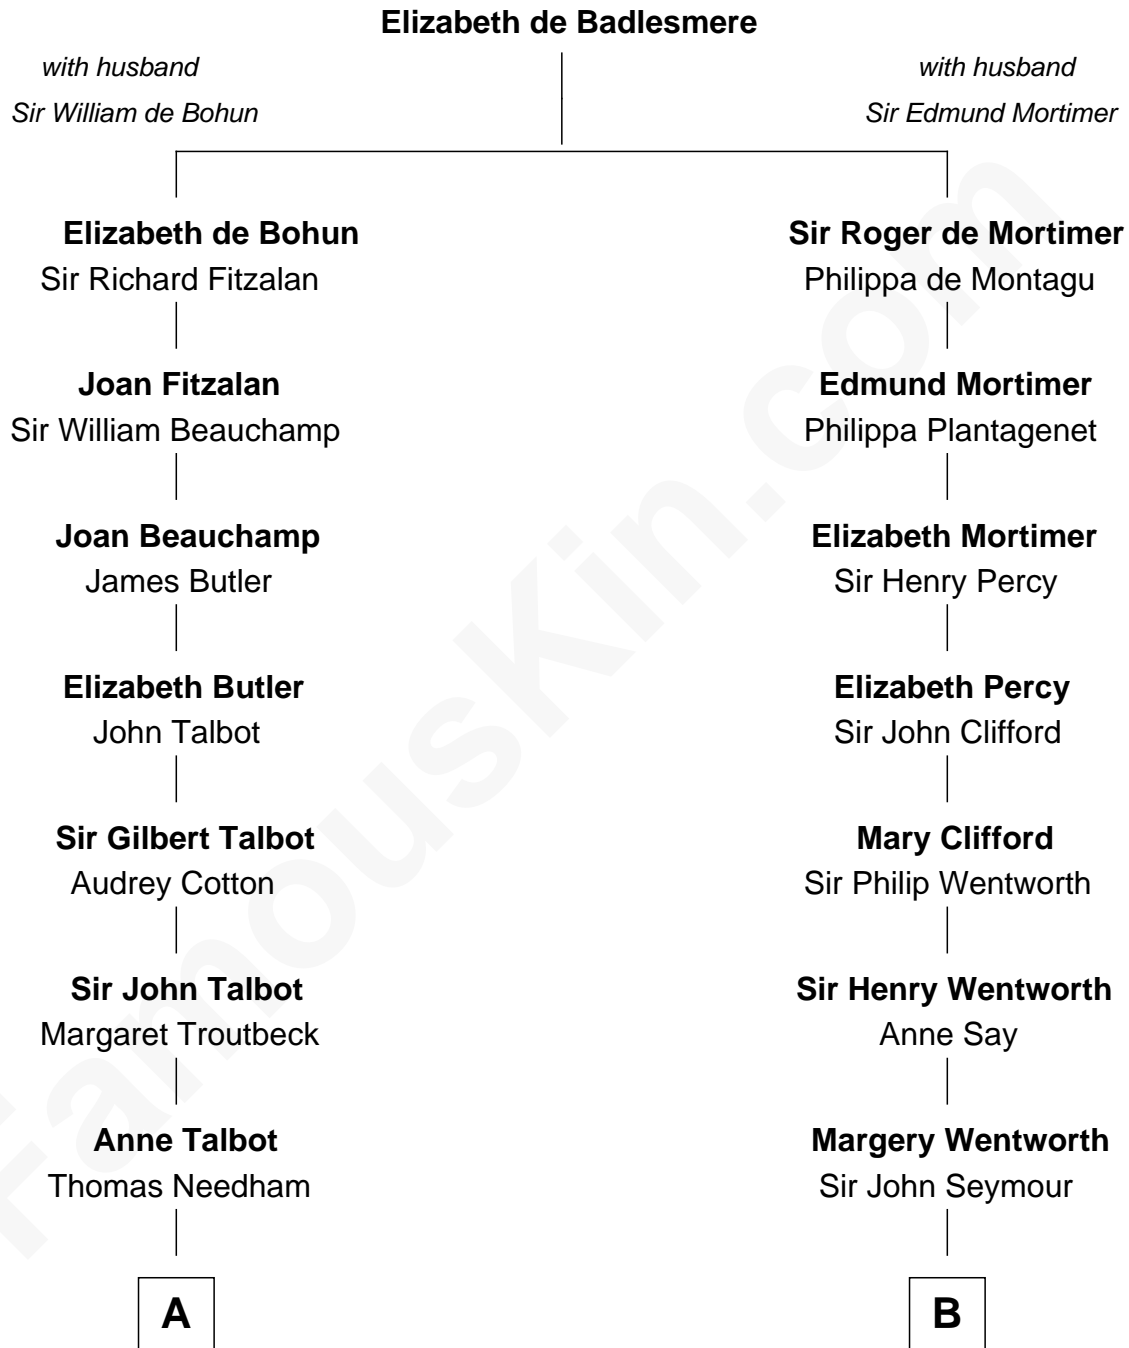 Elizabeth de Badlesmere
with husband
Sir William de Bohun
with husband
Sir Edmund Mortimer
Elizabeth de Bohun
Sir Richard Fitzalan
Sir Roger de Mortimer
Philippa de Montagu
Joan Fitzalan
Sir William Beauchamp
Edmund Mortimer
Philippa Plantagenet
Joan Beauchamp
James Butler
Elizabeth Mortimer
Sir Henry Percy
Elizabeth Butler
John Talbot
Elizabeth Percy
Sir John Clifford
Sir Gilbert Talbot
Audrey Cotton
Mary Clifford
Sir Philip Wentworth
Sir John Talbot
Margaret Troutbeck
Sir Henry Wentworth
Anne Say
Anne Talbot
Thomas Needham
Margery Wentworth
Sir John Seymour
A
B
FamousKin.com